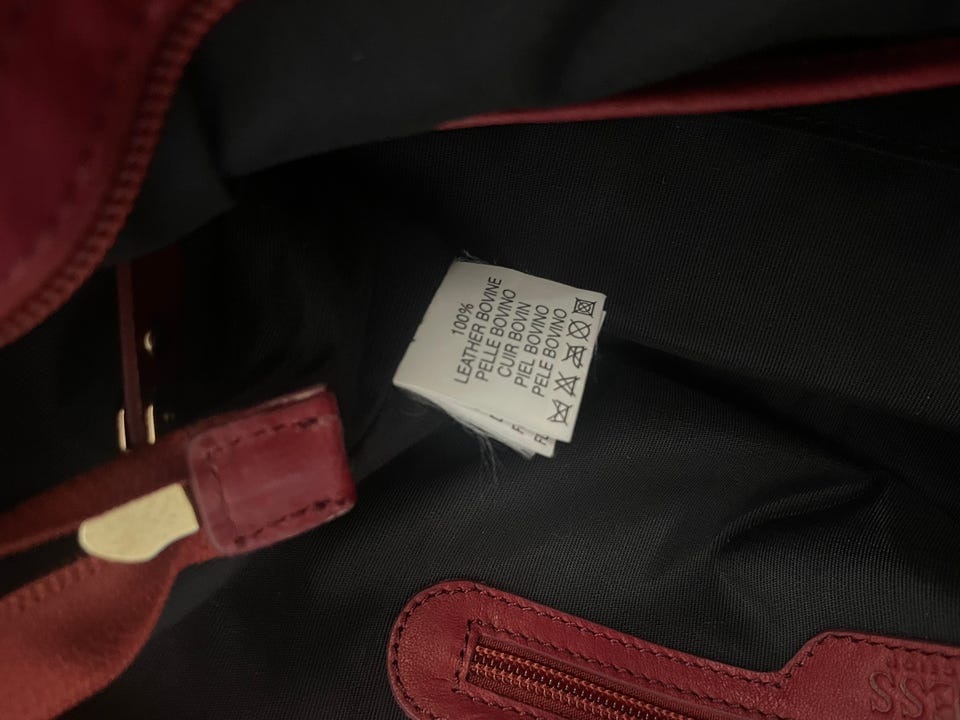 100%
LEATHER BOVINE
PELLE BOVINO
CUIR BOVIN
PIEL BOVINO
PELE BOVINO